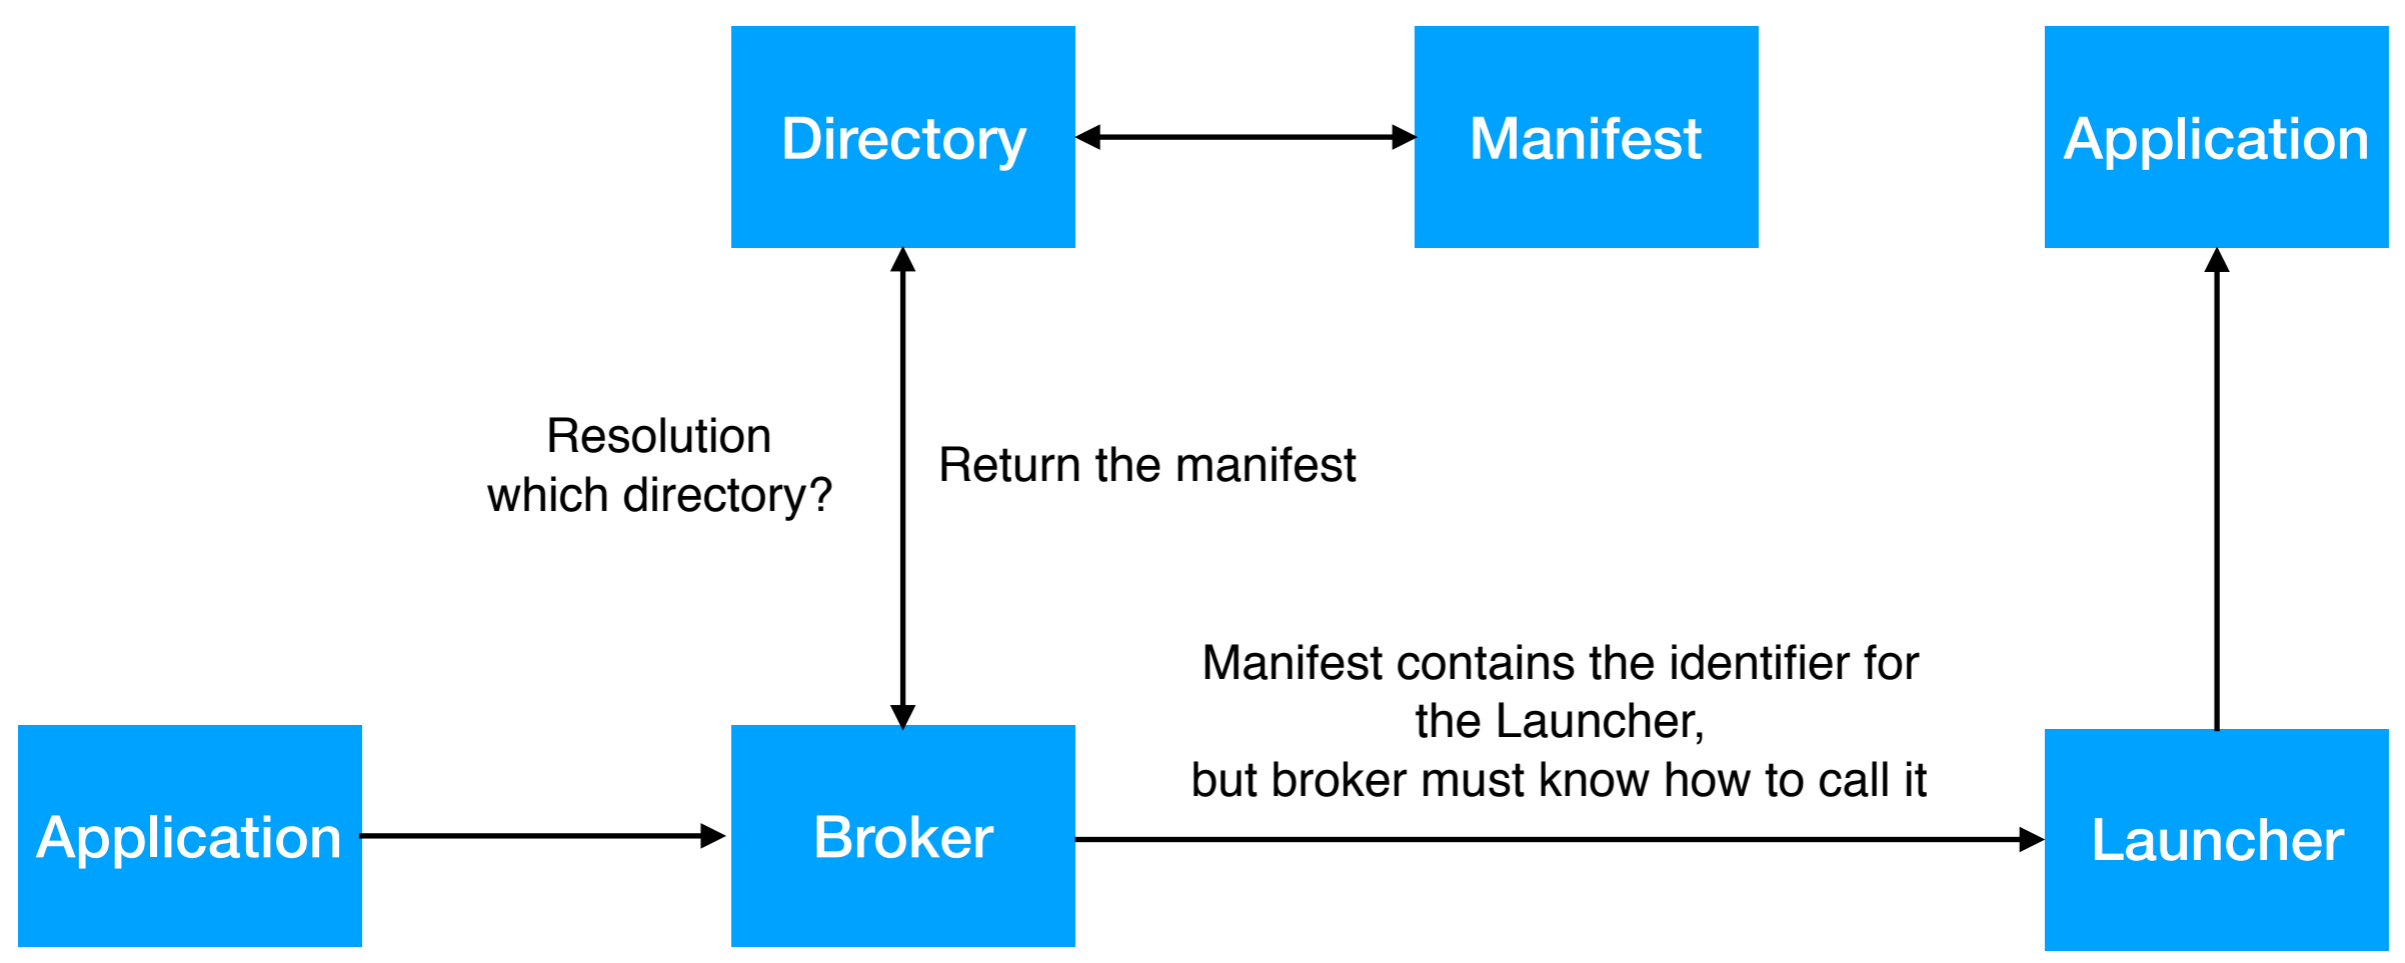 Directory
Manifest
Application
Resolution
which directory?
Return the manifest
Manifest contains the identifier for
the Launcher,
but broker must know how to call it
Application
Broker
Launcher